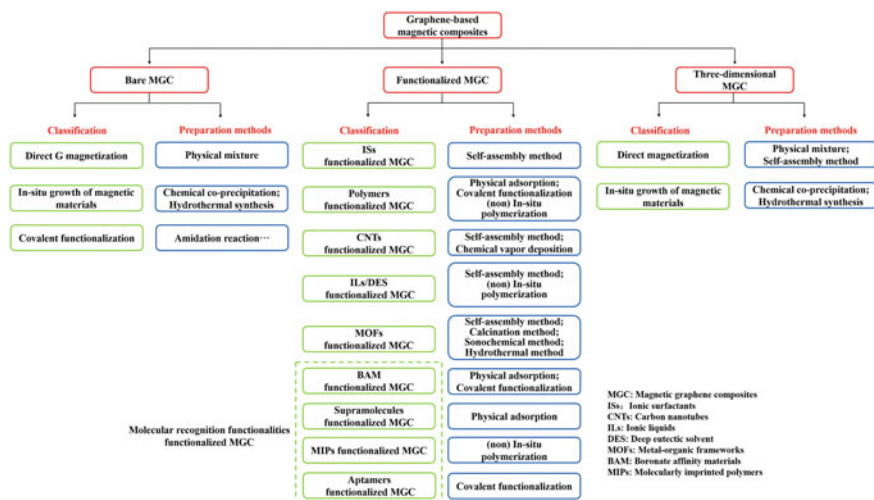 Graphene-based
magnetic composites
Bare MGC
Functionalized MGC
Three-dimensional
MGC
Classification
Preparation methods
Direct G magnetization
Physical mixture
In-situ growth of magnetic
materials
Chemical co-precipitation;
Hydrothermal synthesis
Covalent functionalization
Amidation reaction…
Classification
Preparation methods
ISs
functionalized MGC
Self-assembly method
Polymers
functionalized MGC
Physical adsorption;
Covalent functionalization
(non) In-situ
polymerization
CNTs
functionalized MGC
Self-assembly method;
Chemical vapor deposition
ILs/DES
functionalized MGC
Self-assembly method;
(non) In-situ
polymerization
MOFs
functionalized MGC
Self-assembly method;
Calcination method;
Sonochemical method;
Hydrothermal method
Molecular recognition functionalities
functionalized MGC
BAM
functionalized MGC
Physical adsorption;
Covalent functionalization
Supramolecules
functionalized MGC
Physical adsorption
MIPs functionalized MGC
(non) In-situ
polymerization
Aptamers
functionalized MGC
Covalent functionalization
Classification
Preparation methods
Direct magnetization
Physical mixture;
Self-assembly method
In-situ growth of magnetic
materials
Chemical co-precipitation;
Hydrothermal synthesis
MGC: Magnetic graphene composites
ISs: Ionic surfactants
CNTs: Carbon nanotubes
ILs: Ionic liquids
DES: Deep eutectic solvent
MOFs: Metal-organic frameworks
BAM: Boronate affinity materials
MIPs: Molecularly imprinted polymers